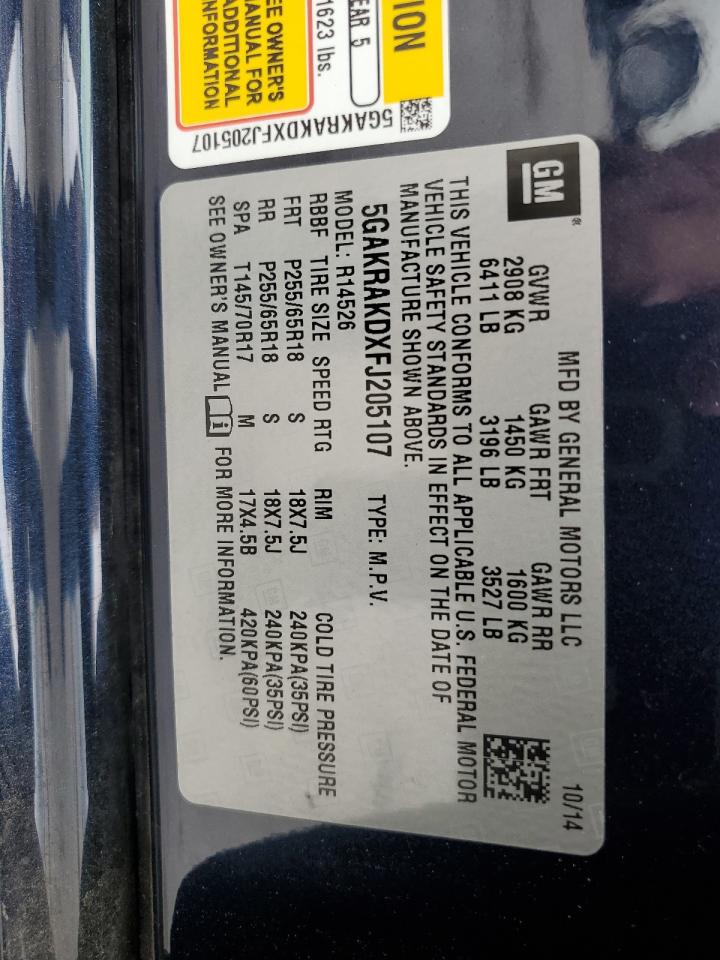 GM
MFD BY GENERAL MOTORS LLC
10/14
GVWR GAWR FRT GAWR RR
2908 KG 1450 KG 1600 KG
6411 LB 3196 LB 3527 LB
THIS VEHICLE CONFORMS TO ALL APPLICABLE U.S. FEDERAL MOTOR
VEHICLE SAFETY STANDARDS IN EFFECT ON THE DATE OF
MANUFACTURE SHOWN ABOVE.
5GAKRAKDXFJ205107 TYPE: M.P.V.
MODEL: R14526
RBBF TIRE SIZE SPEED RTG RIM COLD TIRE PRESSURE
FRT P255/65R18 S 18X7.5J 240KPA(35PSI)
RR P255/65R18 S 18X7.5J 240KPA(35PSI)
SPA T145/70R17 M 17X4.5B 420KPA(60PSI)
SEE OWNER'S MANUAL i FOR MORE INFORMATION.
ION
EAR 5
1623 lbs.
EE OWNER'S
MANUAL FOR
ADDITIONAL
NFORMATION
5GAKRAKDXFJ205107
5GAKRAKDXFJ205107